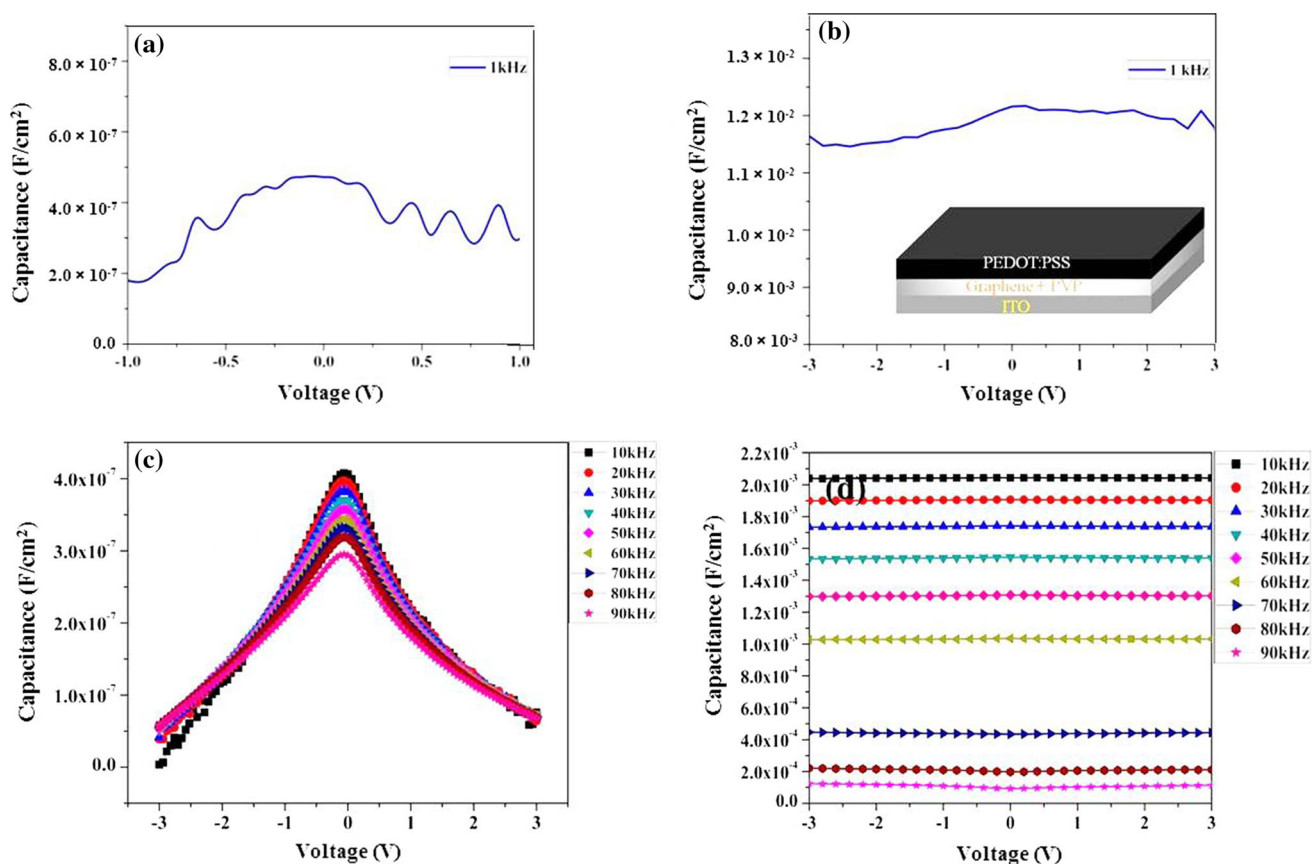 (a)
8.0 × 10⁻⁷
6.0 × 10⁻⁷
4.0 × 10⁻⁷
2.0 × 10⁻⁷
0.0
Capacitance (F/cm²)
1kHz
-1.0 -0.5 0.0 0.5 1.0
Voltage (V)
(b)
1.3 × 10⁻²
1.2 × 10⁻²
1.1 × 10⁻²
1.0 × 10⁻²
9.0 × 10⁻³
8.0 × 10⁻³
Capacitance (F/cm²)
1 kHz
PEDOT:PSS
Graphene + PVP
ITO
-3 -2 -1 0 1 2 3
Voltage (V)
(c)
4.0x10⁻⁷
3.0x10⁻⁷
2.0x10⁻⁷
1.0x10⁻⁷
0.0
Capacitance (F/cm²)
10kHz
20kHz
30kHz
40kHz
50kHz
60kHz
70kHz
80kHz
90kHz
-3 -2 -1 0 1 2 3
Voltage (V)
(d)
2.2x10⁻³
2.0x10⁻³
1.8x10⁻³
1.6x10⁻³
1.4x10⁻³
1.2x10⁻³
1.0x10⁻³
8.0x10⁻⁴
6.0x10⁻⁴
4.0x10⁻⁴
2.0x10⁻⁴
0.0
Capacitance (F/cm²)
10kHz
20kHz
30kHz
40kHz
50kHz
60kHz
70kHz
80kHz
90kHz
-3 -2 -1 0 1 2 3
Voltage (V)